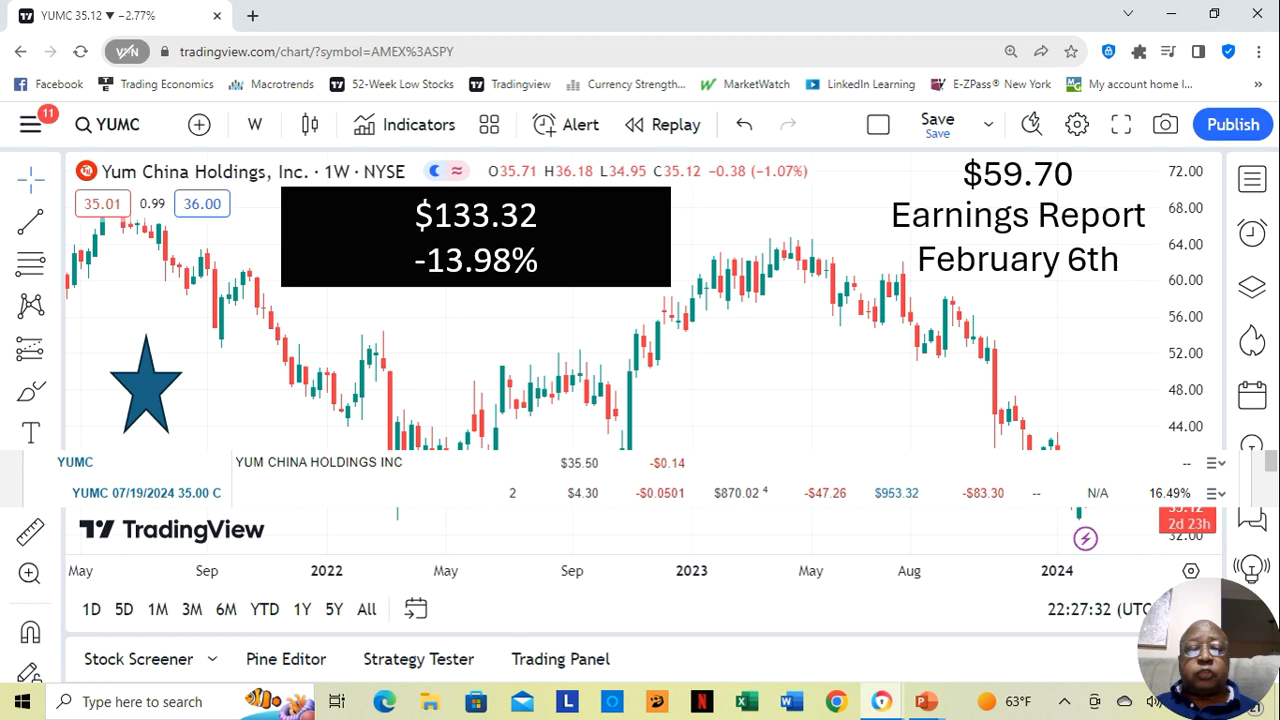 YUMC 35.12 ▼ −2.77%
VPN tradingview.com/chart/?symbol=AMEX%3ASPY
Facebook Trading Economics Macrotrends 52-Week Low Stocks Tradingview Currency Strength... MarketWatch LinkedIn Learning E-ZPass® New York My account home I... »
11 YUMC W Indicators Alert Replay Save Publish
Save
Yum China Holdings, Inc. · 1W · NYSE O35.71 H36.18 L34.95 C35.12 −0.38 (−1.07%)
35.01 0.99 36.00
$133.32
-13.98%
$59.70
Earnings Report
February 6th
72.00
68.00
64.00
60.00
56.00
52.00
48.00
44.00
YUMC YUM CHINA HOLDINGS INC $35.50 -$0.14 --
YUMC 07/19/2024 35.00 C 2 $4.30 -$0.0501 $870.02 4 -$47.26 $953.32 -$83.30 -- N/A 16.49%
35.12
2d 23h
32.00
TradingView
May Sep 2022 May Sep 2023 May Aug 2024
1D 5D 1M 3M 6M YTD 1Y 5Y All 22:27:32 (UTC
Stock Screener Pine Editor Strategy Tester Trading Panel
Type here to search 63°F